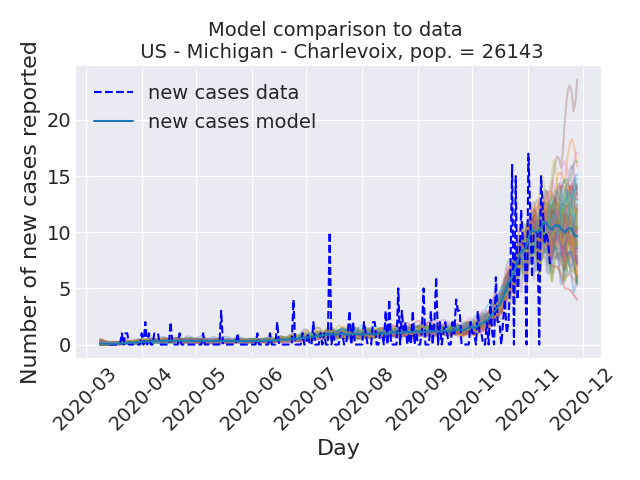 Model comparison to data
US - Michigan - Charlevoix, pop. = 26143
Number of new cases reported
new cases data
new cases model
20
15
10
5
0
2020-03
2020-04
2020-05
2020-06
2020-07
2020-08
2020-09
2020-10
2020-11
2020-12
Day